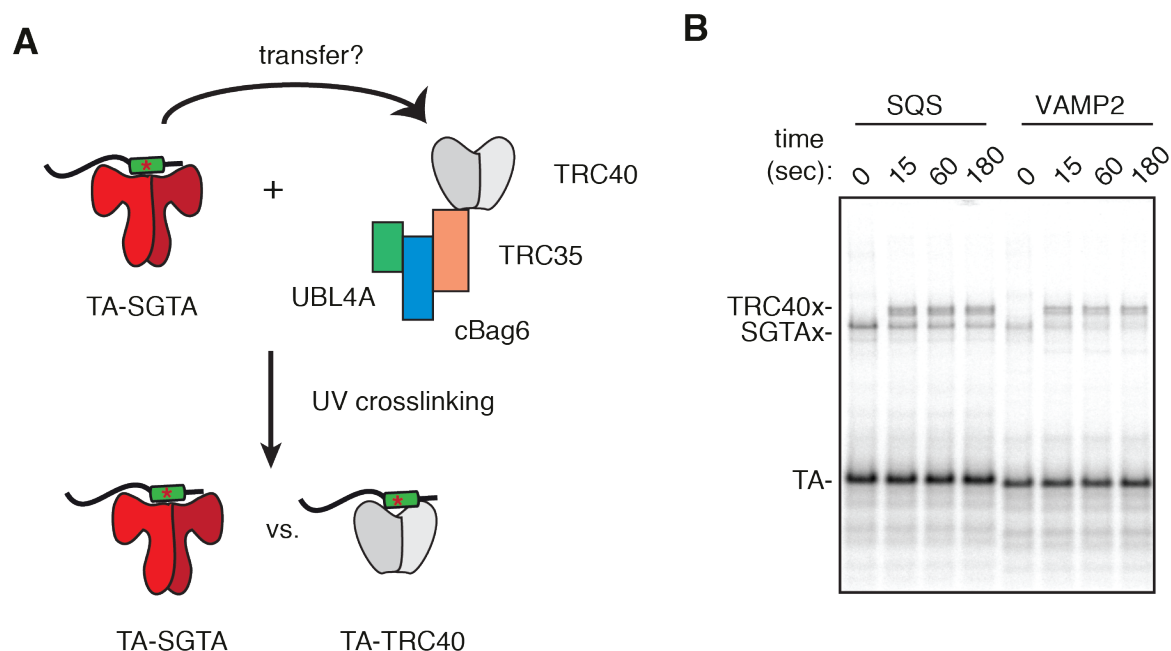 A
transfer?
*
+
TRC40
TRC35
UBL4A
TA-SGTA
cBag6
UV crosslinking
*
vs.
*
TA-SGTA
TA-TRC40
B
SQS
VAMP2
time
(sec):
0 15 60 180 0 15 60 180
TRC40x-
SGTAx-
TA-